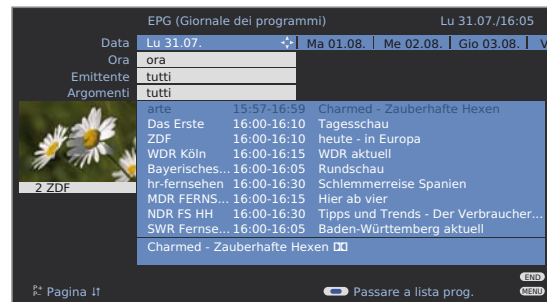 EPG (Giornale dei programmi) Lu 31.07./16:05
Data Lu 31.07. Ma 01.08. Me 02.08. Gio 03.08. V
Ora ora
Emittente tutti
Argomenti tutti
arte 15:57-16:59 Charmed - Zauberhafte Hexen
Das Erste 16:00-16:10 Tagesschau
ZDF 16:00-16:10 heute - in Europa
WDR Köln 16:00-16:15 WDR aktuell
Bayerisches... 16:00-16:05 Rundschau
hr-fernsehen 16:00-16:30 Schlemmerreise Spanien
MDR FERNS... 16:00-16:15 Hier ab vier
NDR FS HH 16:00-16:30 Tipps und Trends - Der Verbraucher...
SWR Fernse... 16:00-16:05 Baden-Württemberg aktuell
2 ZDF
Charmed - Zauberhafte Hexen
END
P+ P- Pagina Passare a lista prog. MENU